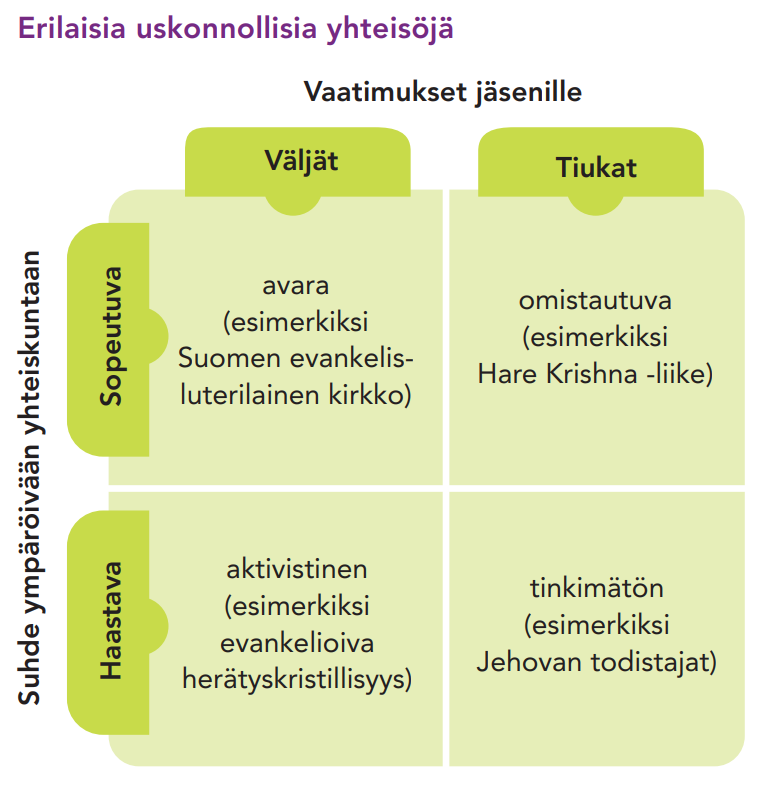 Erilaisia uskonnollisia yhteisöjä
Vaatimukset jäsenille
Väljät
Tiukat
Suhde ympäröivään yhteiskuntaan
Sopeutuva
avara
(esimerkiksi
Suomen evankelis-
luterilainen kirkko)
omistautuva
(esimerkiksi
Hare Krishna -liike)
Haastava
aktivistinen
(esimerkiksi
evankelioiva
herätyskristillisyys)
tinkimätön
(esimerkiksi
Jehovan todistajat)